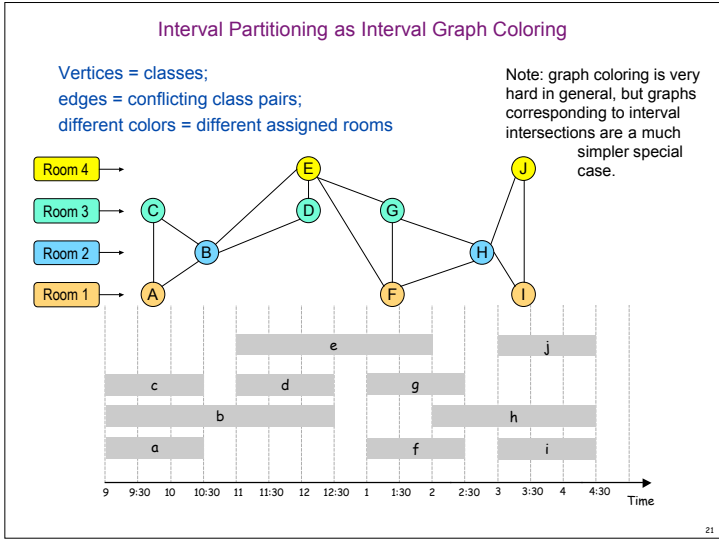 Interval Partitioning as Interval Graph Coloring
Vertices = classes;
edges = conflicting class pairs;
different colors = different assigned rooms
Note: graph coloring is very
hard in general, but graphs
corresponding to interval
intersections are a much
simpler special
case.
Room 4
E
J
Room 3
C
D
G
Room 2
B
H
Room 1
A
F
I
e
j
c
d
g
b
h
a
f
i
9 9:30 10 10:30 11 11:30 12 12:30 1 1:30 2 2:30 3 3:30 4 4:30
Time
21